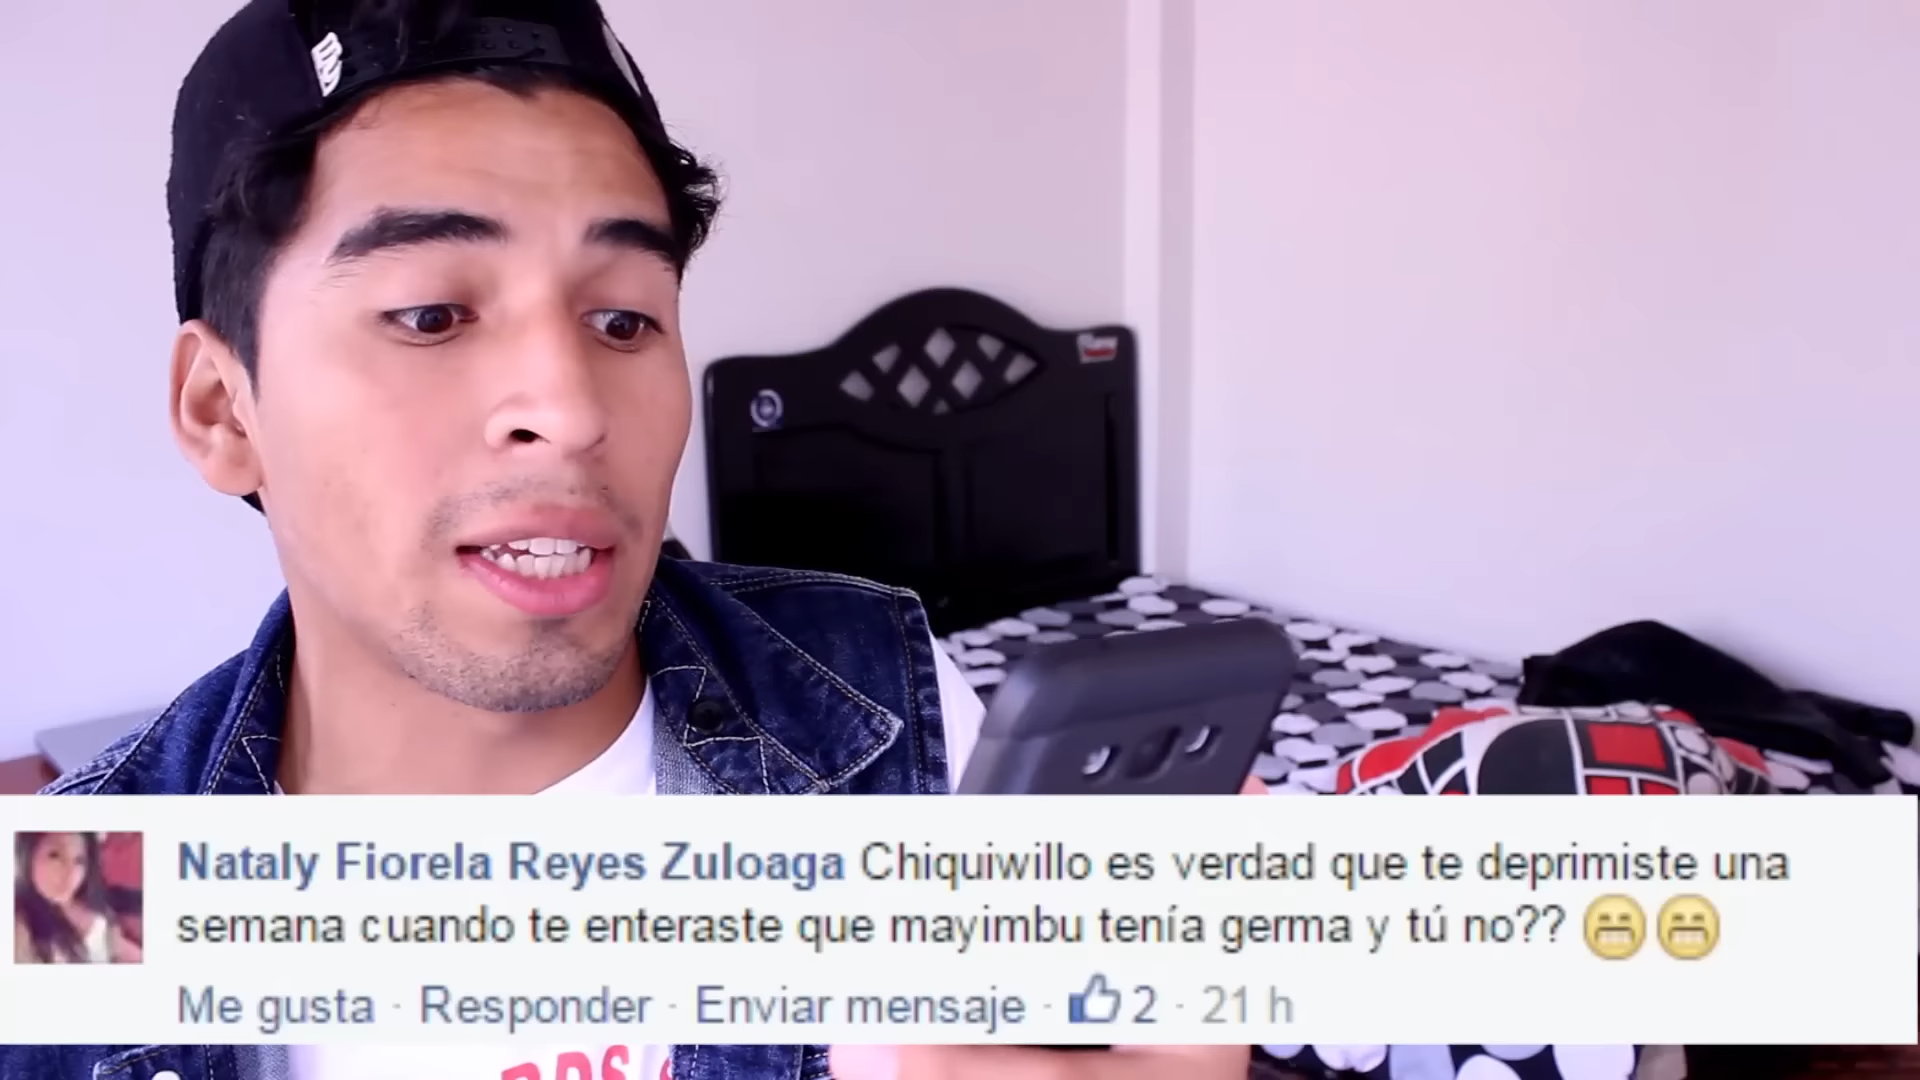 Nataly Fiorela Reyes Zuloaga Chiquiwillo es verdad que te deprimiste una
semana cuando te enteraste que mayimbu tenía germa y tú no?? 😁😁
Me gusta · Responder · Enviar mensaje · 2 · 21 h